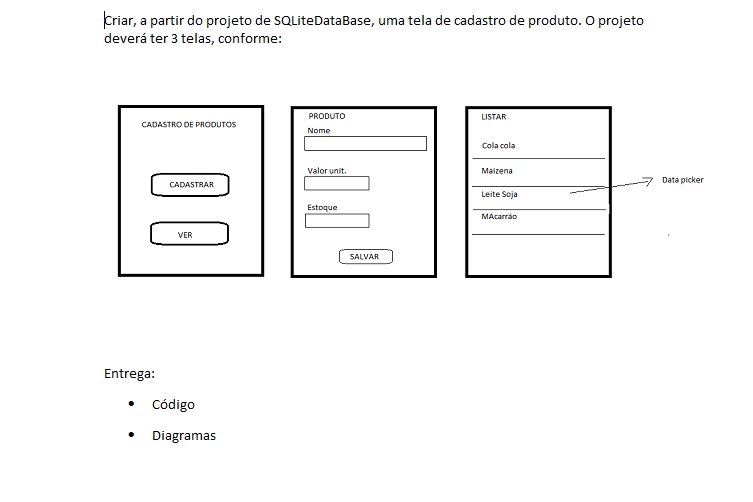 Criar, a partir do projeto de SQLiteDataBase, uma tela de cadastro de produto. O projeto
deverá ter 3 telas, conforme:
CADASTRO DE PRODUTOS
CADASTRAR
VER
PRODUTO
Nome
Valor unit.
Estoque
SALVAR
LISTAR
Cola cola
Maizena
Leite Soja
MAcarrão
Data picker
Entrega:
• Código
• Diagramas